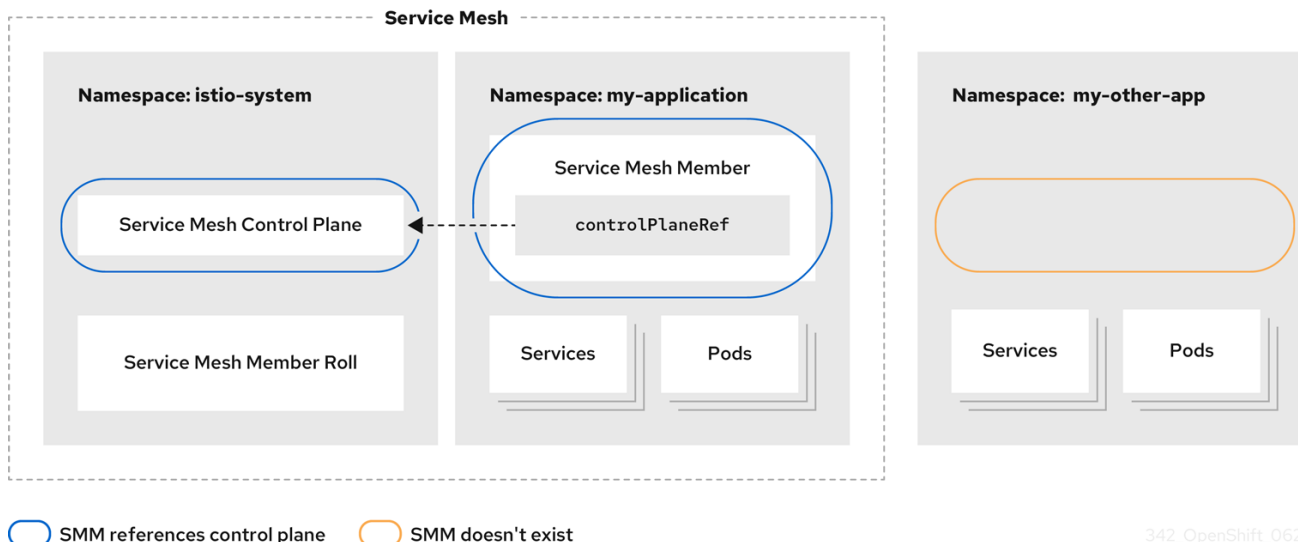 Service Mesh
Namespace: istio-system
Service Mesh Control Plane
Service Mesh Member Roll
Namespace: my-application
Service Mesh Member
controlPlaneRef
Services
Pods
Namespace: my-other-app
Services
Pods
SMM references control plane
SMM doesn't exist
342 OpenShift 062